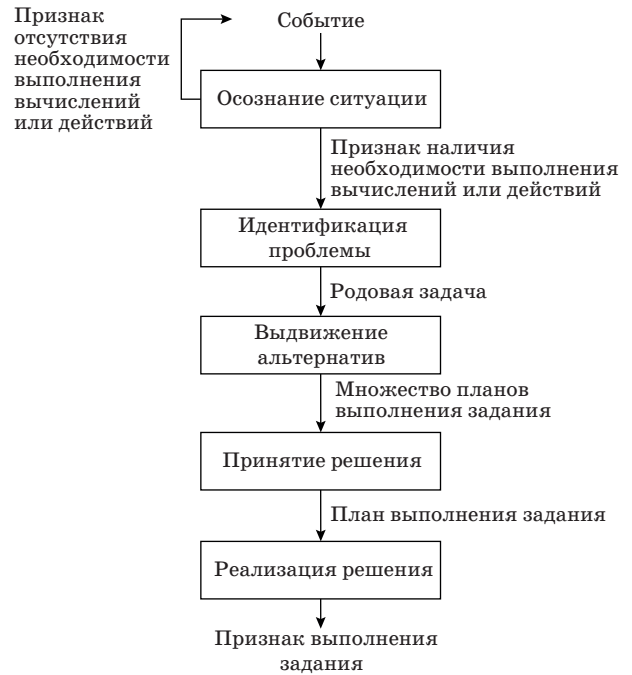 Признак
отсутствия
необходимости
выполнения
вычислений
или действий
Событие
Осознание ситуации
Признак наличия
необходимости выполнения
вычислений или действий
Идентификация
проблемы
Родовая задача
Выдвижение
альтернатив
Множество планов
выполнения задания
Принятие решения
План выполнения задания
Реализация решения
Признак выполнения
задания